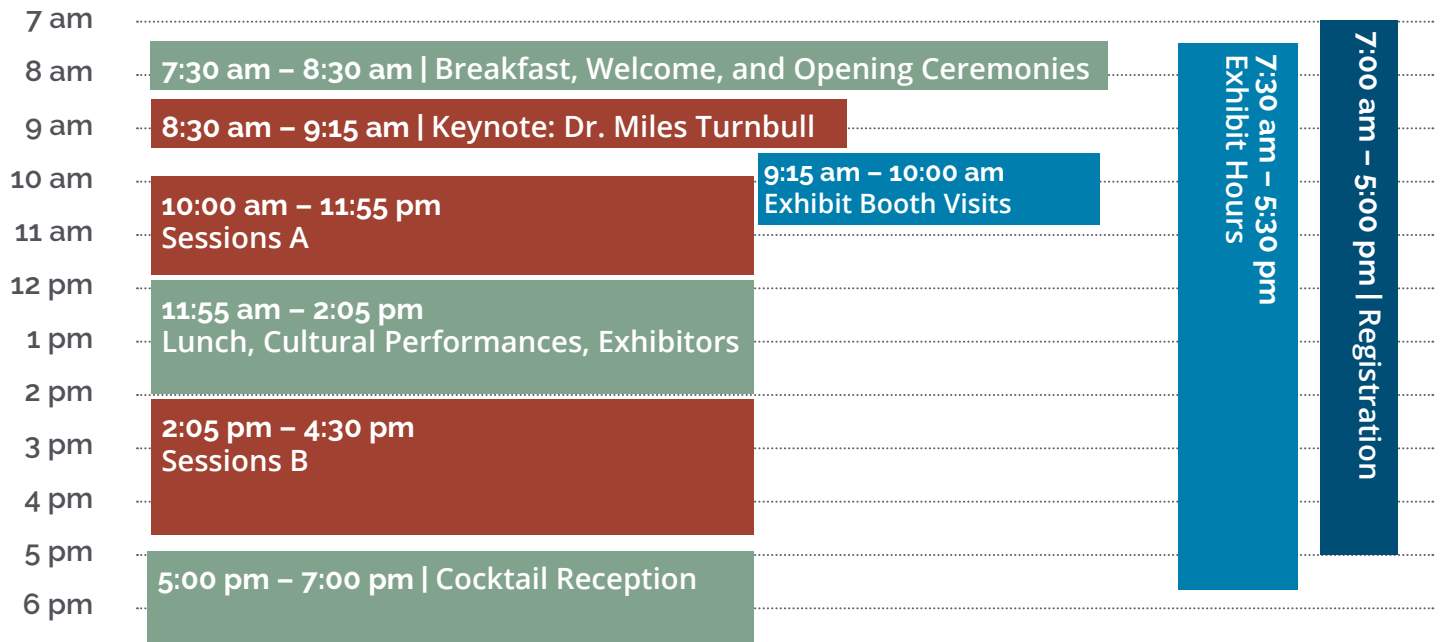 7 am
8 am
9 am
10 am
11 am
12 pm
1 pm
2 pm
3 pm
4 pm
5 pm
6 pm
7:30 am – 8:30 am | Breakfast, Welcome, and Opening Ceremonies
8:30 am – 9:15 am | Keynote: Dr. Miles Turnbull
9:15 am – 10:00 am
Exhibit Booth Visits
10:00 am – 11:55 pm
Sessions A
11:55 am – 2:05 pm
Lunch, Cultural Performances, Exhibitors
2:05 pm – 4:30 pm
Sessions B
5:00 pm – 7:00 pm | Cocktail Reception
7:30 am – 5:30 pm
Exhibit Hours
7:00 am – 5:00 pm | Registration